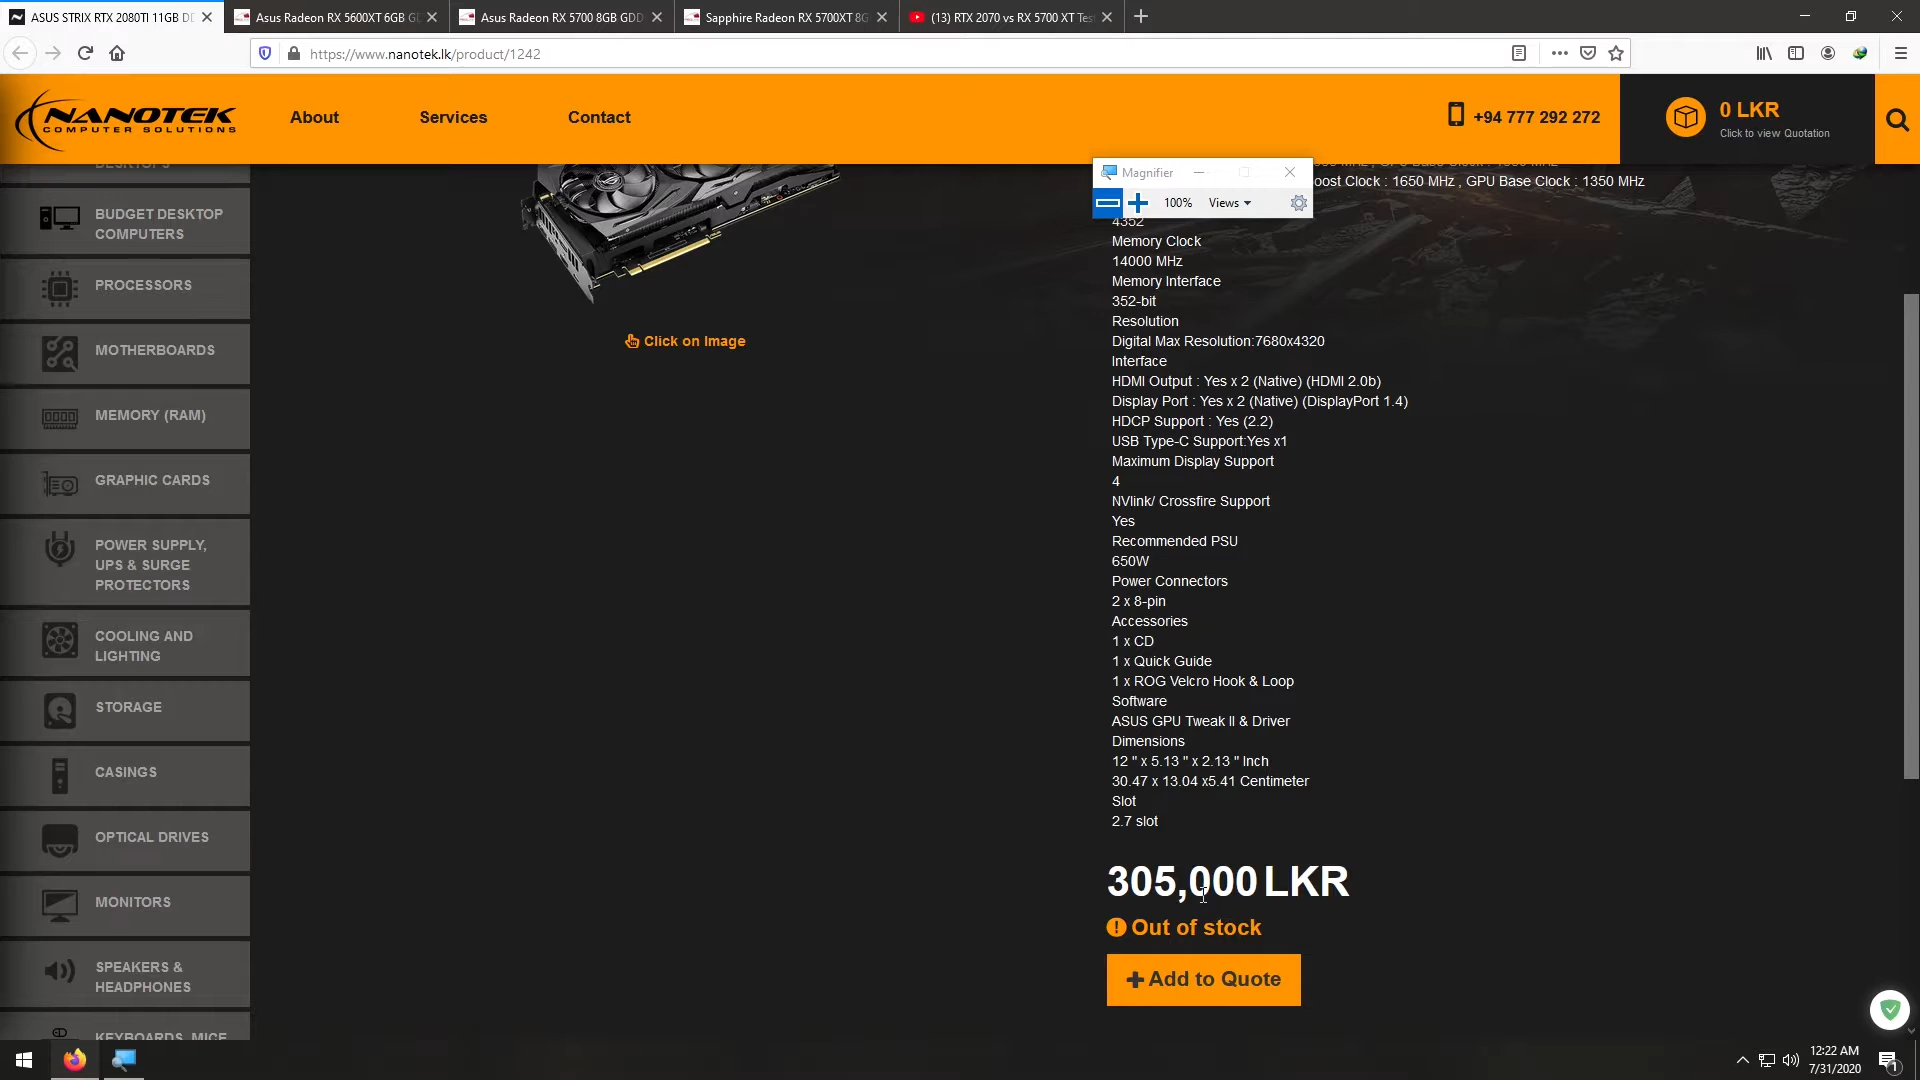 ASUS STRIX RTX 2080TI 11GB DD
Asus Radeon RX 5600XT 6GB G
Asus Radeon RX 5700 8GB GDD
Sapphire Radeon RX 5700XT 8G
(13) RTX 2070 vs RX 5700 XT Tes
https://www.nanotek.lk/product/1242
NANOTEK
COMPUTER SOLUTIONS
About
Services
Contact
+94 777 292 272
0 LKR
Click to view Quotation
DESKTOPS
BUDGET DESKTOP
COMPUTERS
PROCESSORS
MOTHERBOARDS
MEMORY (RAM)
GRAPHIC CARDS
POWER SUPPLY,
UPS & SURGE
PROTECTORS
COOLING AND
LIGHTING
STORAGE
CASINGS
OPTICAL DRIVES
MONITORS
SPEAKERS &
HEADPHONES
KEYBOARDS, MICE
Click on Image
Magnifier
100%
Views
oost Clock : 1650 MHz , GPU Base Clock : 1350 MHz
4352
Memory Clock
14000 MHz
Memory Interface
352-bit
Resolution
Digital Max Resolution:7680x4320
Interface
HDMI Output : Yes x 2 (Native) (HDMI 2.0b)
Display Port : Yes x 2 (Native) (DisplayPort 1.4)
HDCP Support : Yes (2.2)
USB Type-C Support:Yes x1
Maximum Display Support
4
NVlink/ Crossfire Support
Yes
Recommended PSU
650W
Power Connectors
2 x 8-pin
Accessories
1 x CD
1 x Quick Guide
1 x ROG Velcro Hook & Loop
Software
ASUS GPU Tweak II & Driver
Dimensions
12 " x 5.13 " x 2.13 " Inch
30.47 x 13.04 x5.41 Centimeter
Slot
2.7 slot
305,000 LKR
Out of stock
Add to Quote
12:22 AM
7/31/2020
1